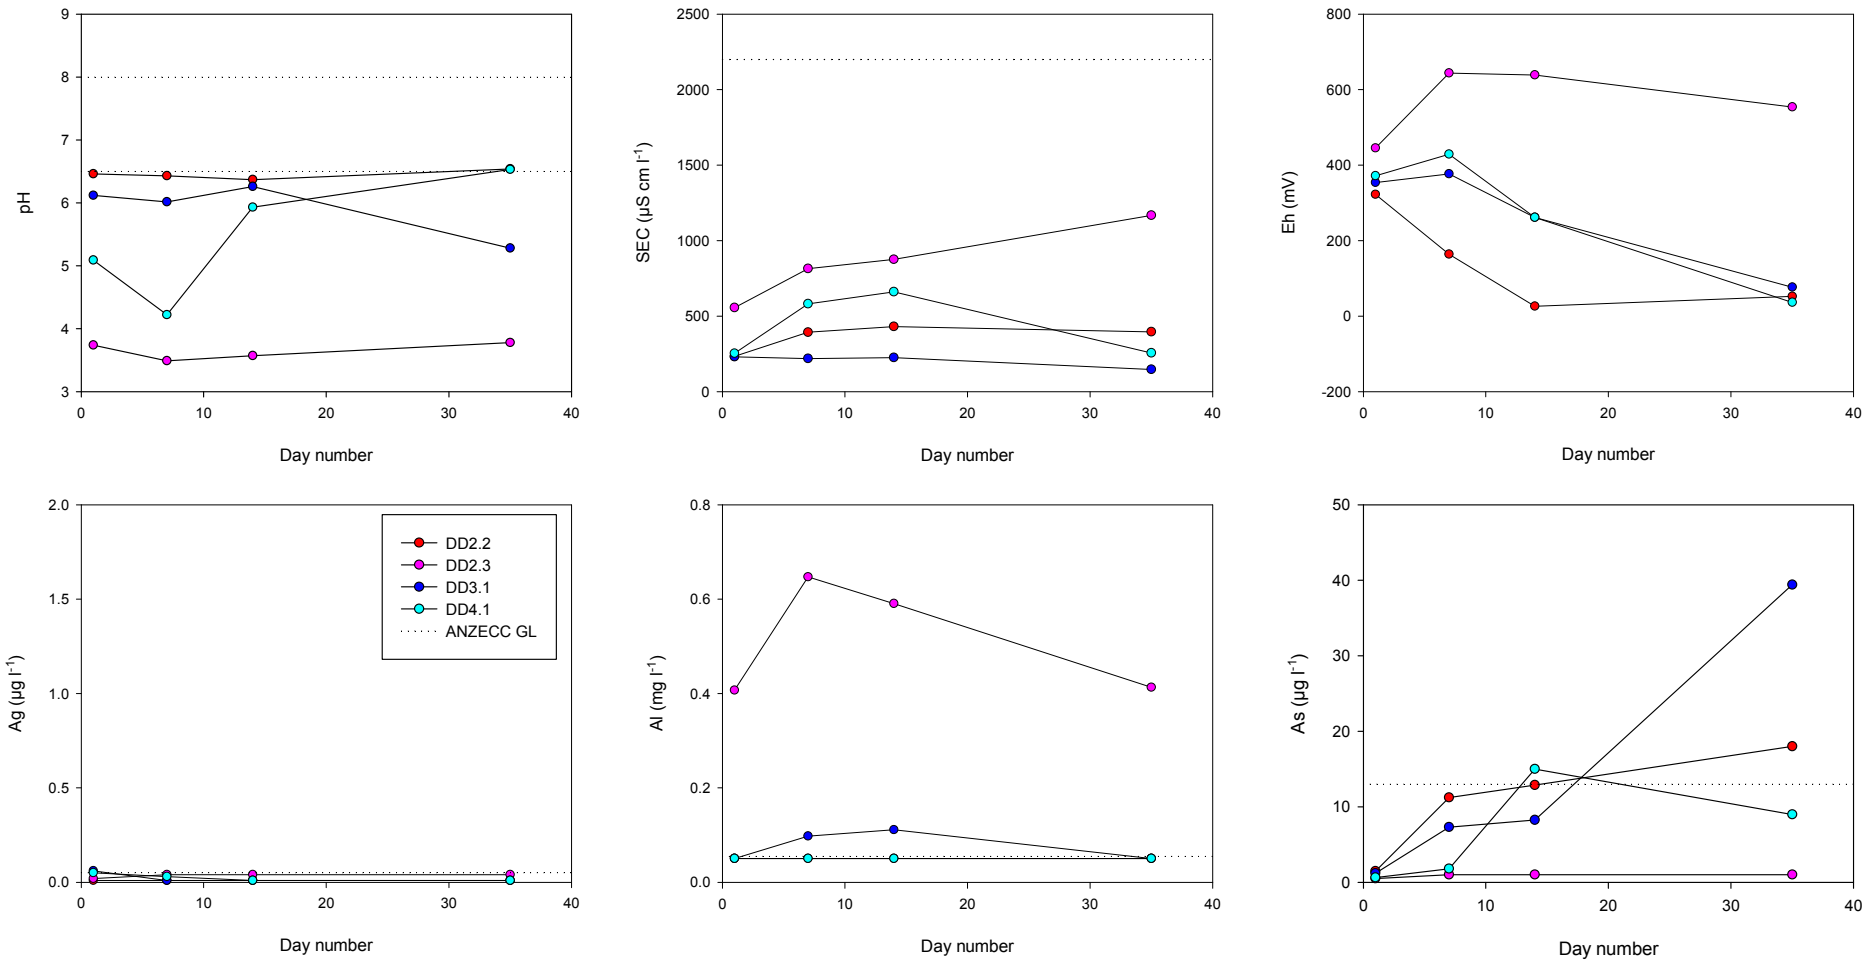 9
8
7
6
5
4
3
pH
0 10 20 30 40
Day number
2500
2000
1500
1000
500
0
SEC (µS cm l⁻¹)
0 10 20 30 40
Day number
800
600
400
200
0
-200
Eh (mV)
0 10 20 30 40
Day number
2.0
1.5
1.0
0.5
0.0
Ag (µg l⁻¹)
DD2.2
DD2.3
DD3.1
DD4.1
ANZECC GL
0 10 20 30 40
Day number
0.8
0.6
0.4
0.2
0.0
Al (mg l⁻¹)
0 10 20 30 40
Day number
50
40
30
20
10
0
As (µg l⁻¹)
0 10 20 30 40
Day number